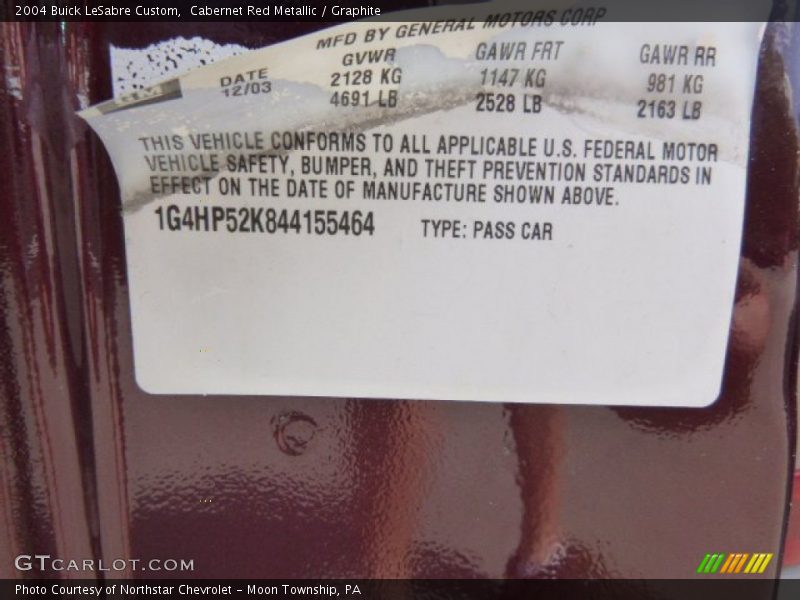 2004 Buick LeSabre Custom,  Cabernet Red Metallic / Graphite
MFD BY GENERAL MOTORS CORP
DATE GVWR GAWR FRT GAWR RR
12/03 2128 KG 1147 KG 981 KG
4691 LB 2528 LB 2163 LB
THIS VEHICLE CONFORMS TO ALL APPLICABLE U.S. FEDERAL MOTOR
VEHICLE SAFETY, BUMPER, AND THEFT PREVENTION STANDARDS IN
EFFECT ON THE DATE OF MANUFACTURE SHOWN ABOVE.
1G4HP52K844155464 TYPE: PASS CAR
GTCARLOT.COM
Photo Courtesy of Northstar Chevrolet - Moon Township, PA